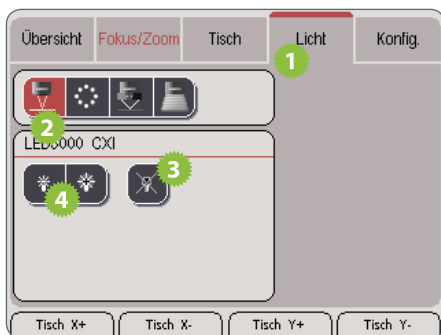 Übersicht Fokus/Zoom Tisch Licht Konfig.
1
2
LED5000 CXI
3
4
Tisch X+ Tisch X- Tisch Y+ Tisch Y-